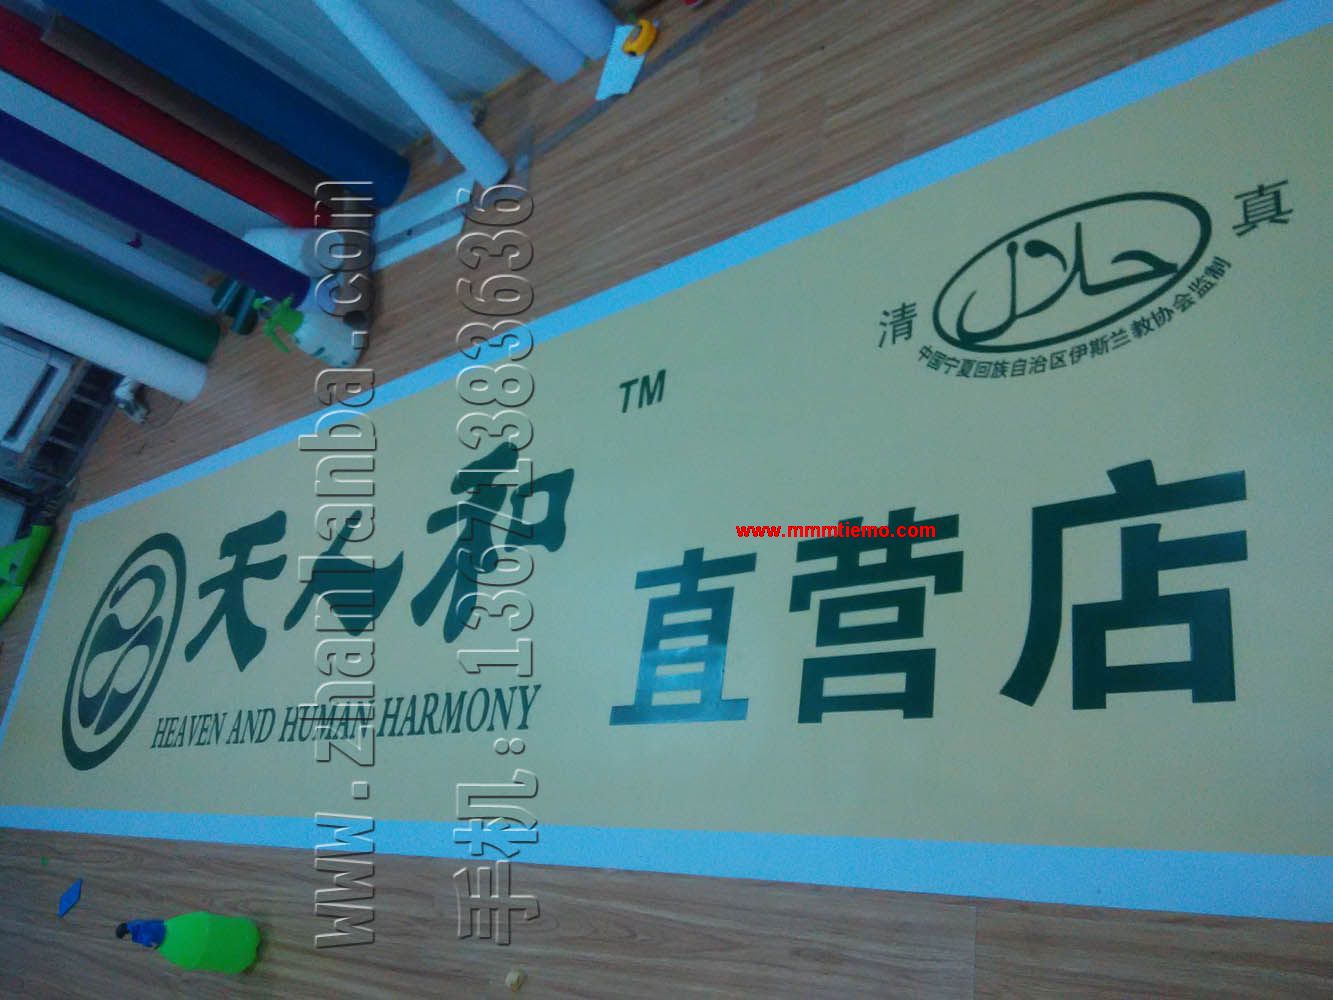 清 حلال 真
中国宁夏回族自治区伊斯兰教协会监制
TM
天人和
HEAVEN AND HUMAN HARMONY
直营店
www.mmmtiemo.com
www.zhanlanba.com
手机：13671383636